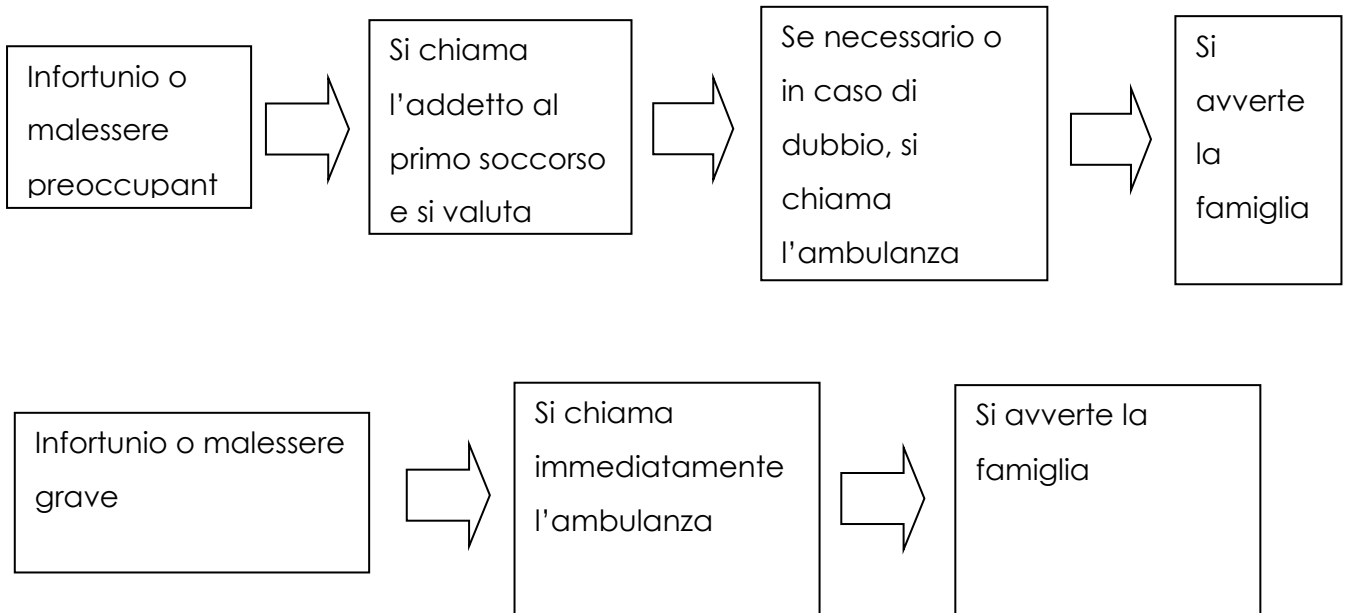 Infortunio o
malessere
preoccupant
Si chiama
l’addetto al
primo soccorso
e si valuta
Se necessario o
in caso di
dubbio, si
chiama
l’ambulanza
Si
avverte
la
famiglia
Infortunio o malessere
grave
Si chiama
immediatamente
l’ambulanza
Si avverte la
famiglia